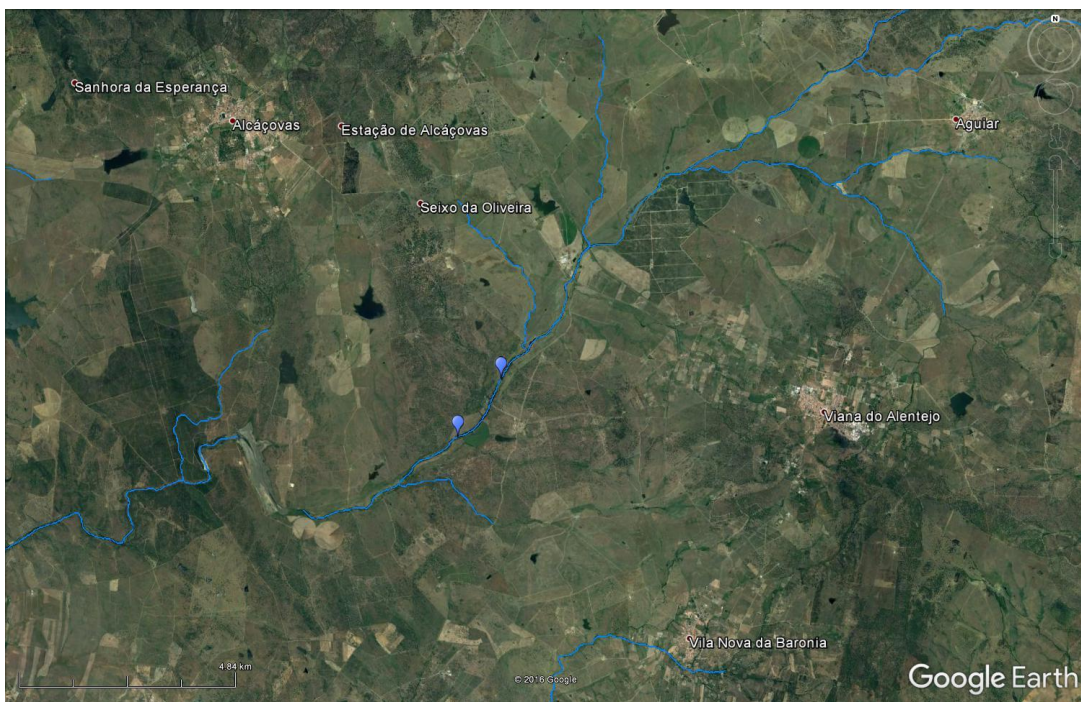 N
Sanhora da Esperança
Alcáçovas
Estação de Alcáçovas
Aguiar
Seixo da Oliveira
Viana do Alentejo
Vila Nova da Baronia
4.84 km
© 2016 Google
Google Earth